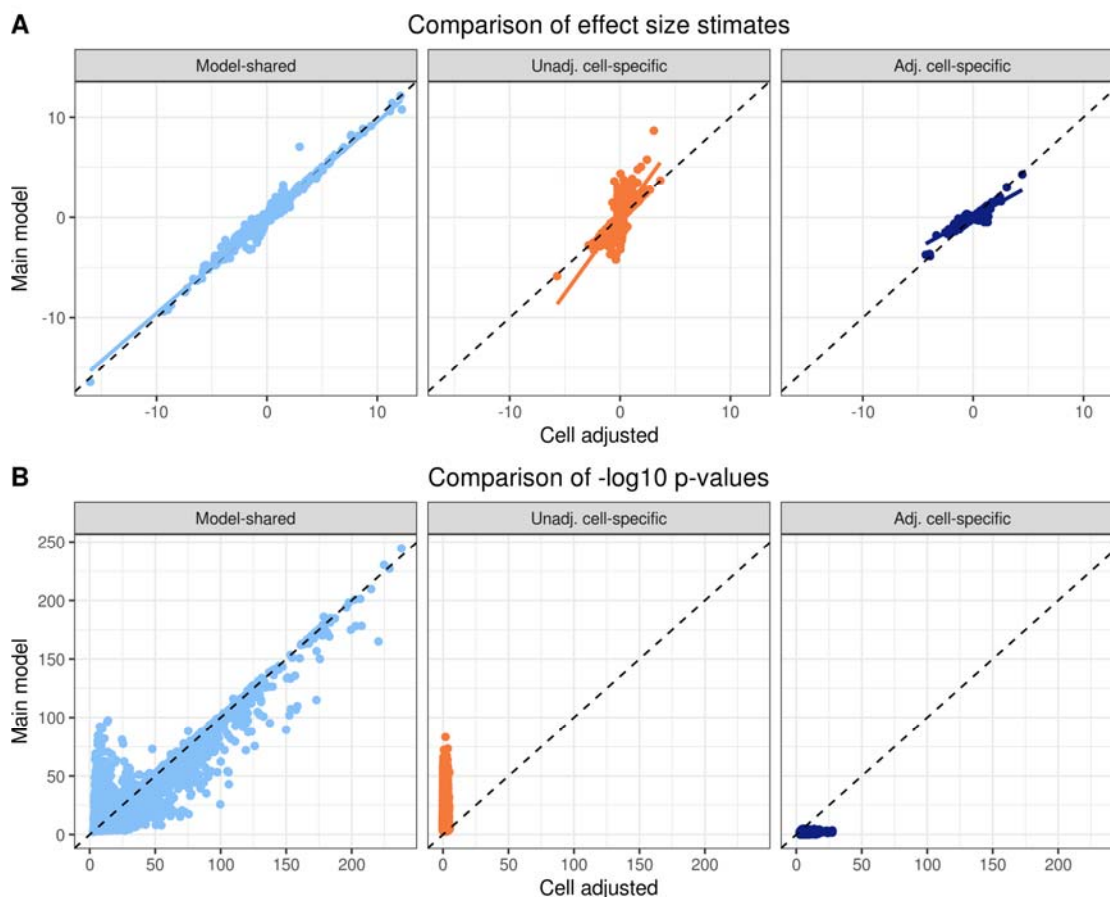 A
Comparison of effect size stimates
Model-shared
Unadj. cell-specific
Adj. cell-specific
Main model
10
0
-10
-10 0 10
-10 0 10
-10 0 10
Cell adjusted
B
Comparison of -log10 p-values
Model-shared
Unadj. cell-specific
Adj. cell-specific
Main model
250
200
150
100
50
0
0 50 100 150 200
0 50 100 150 200
0 50 100 150 200
Cell adjusted